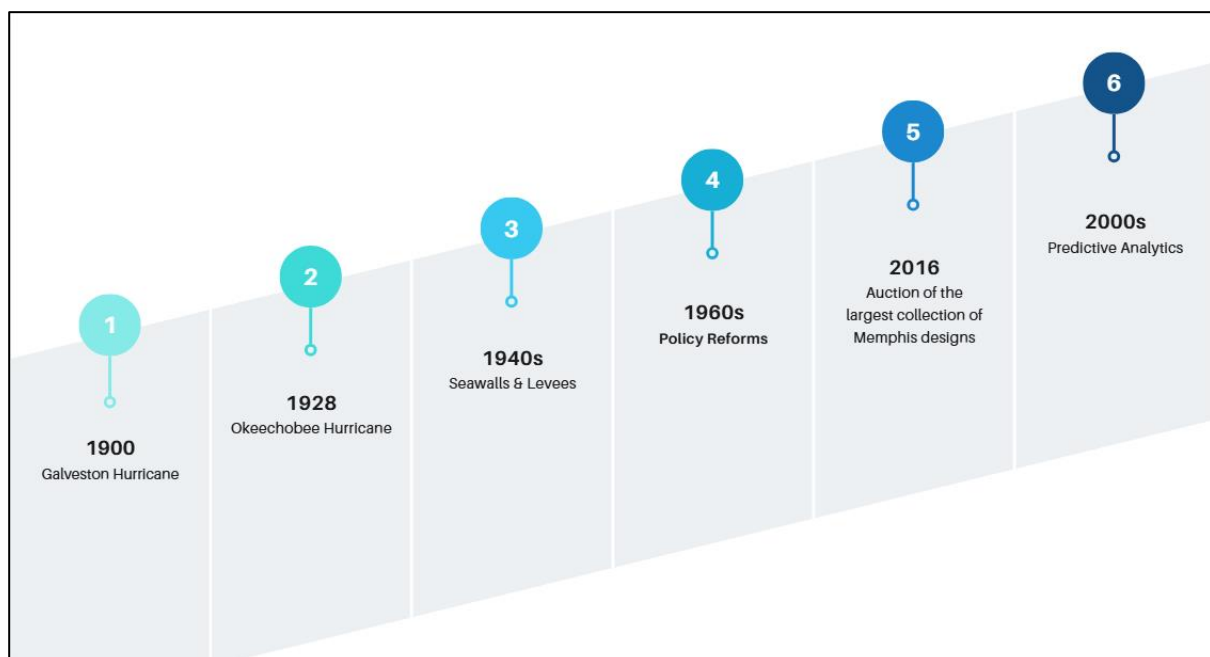 1
1900
Galveston Hurricane
2
1928
Okeechobee Hurricane
3
1940s
Seawalls & Levees
4
1960s
Policy Reforms
5
2016
Auction of the
largest collection of
Memphis designs
6
2000s
Predictive Analytics